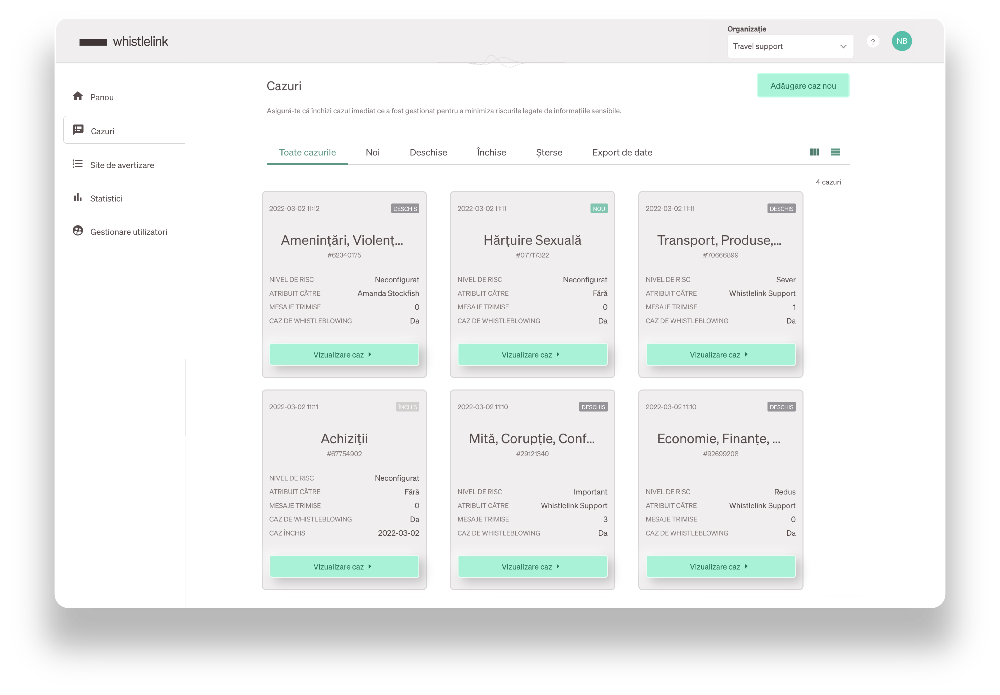 whistlelink
Organizație
Travel support
?
NB
Panou
Cazuri
Site de avertizare
Statistici
Gestionare utilizatori
Cazuri
Adăugare caz nou
Asigură-te că închizi cazul imediat ce a fost gestionat pentru a minimiza riscurile legate de informațiile sensibile.
Toate cazurile Noi Deschise Închise Șterse Export de date
4 cazuri
2022-03-02 11:12 DESCHIS
Amenințări, Violenț...
#62340175
NIVEL DE RISC Neconfigurat
ATRIBUIT CĂTRE Amanda Stockfish
MESAJE TRIMISE 0
CAZ DE WHISTLEBLOWING Da
Vizualizare caz
2022-03-02 11:11 NOU
Hărțuire Sexuală
#07717322
NIVEL DE RISC Neconfigurat
ATRIBUIT CĂTRE Fără
MESAJE TRIMISE 0
CAZ DE WHISTLEBLOWING Da
Vizualizare caz
2022-03-02 11:11 DESCHIS
Transport, Produse,...
#70666899
NIVEL DE RISC Sever
ATRIBUIT CĂTRE Whistlelink Support
MESAJE TRIMISE 1
CAZ DE WHISTLEBLOWING Da
Vizualizare caz
2022-03-02 11:11 ÎNCHIS
Achiziții
#67754902
NIVEL DE RISC Neconfigurat
ATRIBUIT CĂTRE Fără
MESAJE TRIMISE 0
CAZ DE WHISTLEBLOWING Da
CAZ ÎNCHIS 2022-03-02
Vizualizare caz
2022-03-02 11:10 DESCHIS
Mită, Corupție, Conf...
#29121340
NIVEL DE RISC Important
ATRIBUIT CĂTRE Whistlelink Support
MESAJE TRIMISE 3
CAZ DE WHISTLEBLOWING Da
Vizualizare caz
2022-03-02 11:10 DESCHIS
Economie, Finanțe, ...
#92699208
NIVEL DE RISC Redus
ATRIBUIT CĂTRE Whistlelink Support
MESAJE TRIMISE 0
CAZ DE WHISTLEBLOWING Da
Vizualizare caz